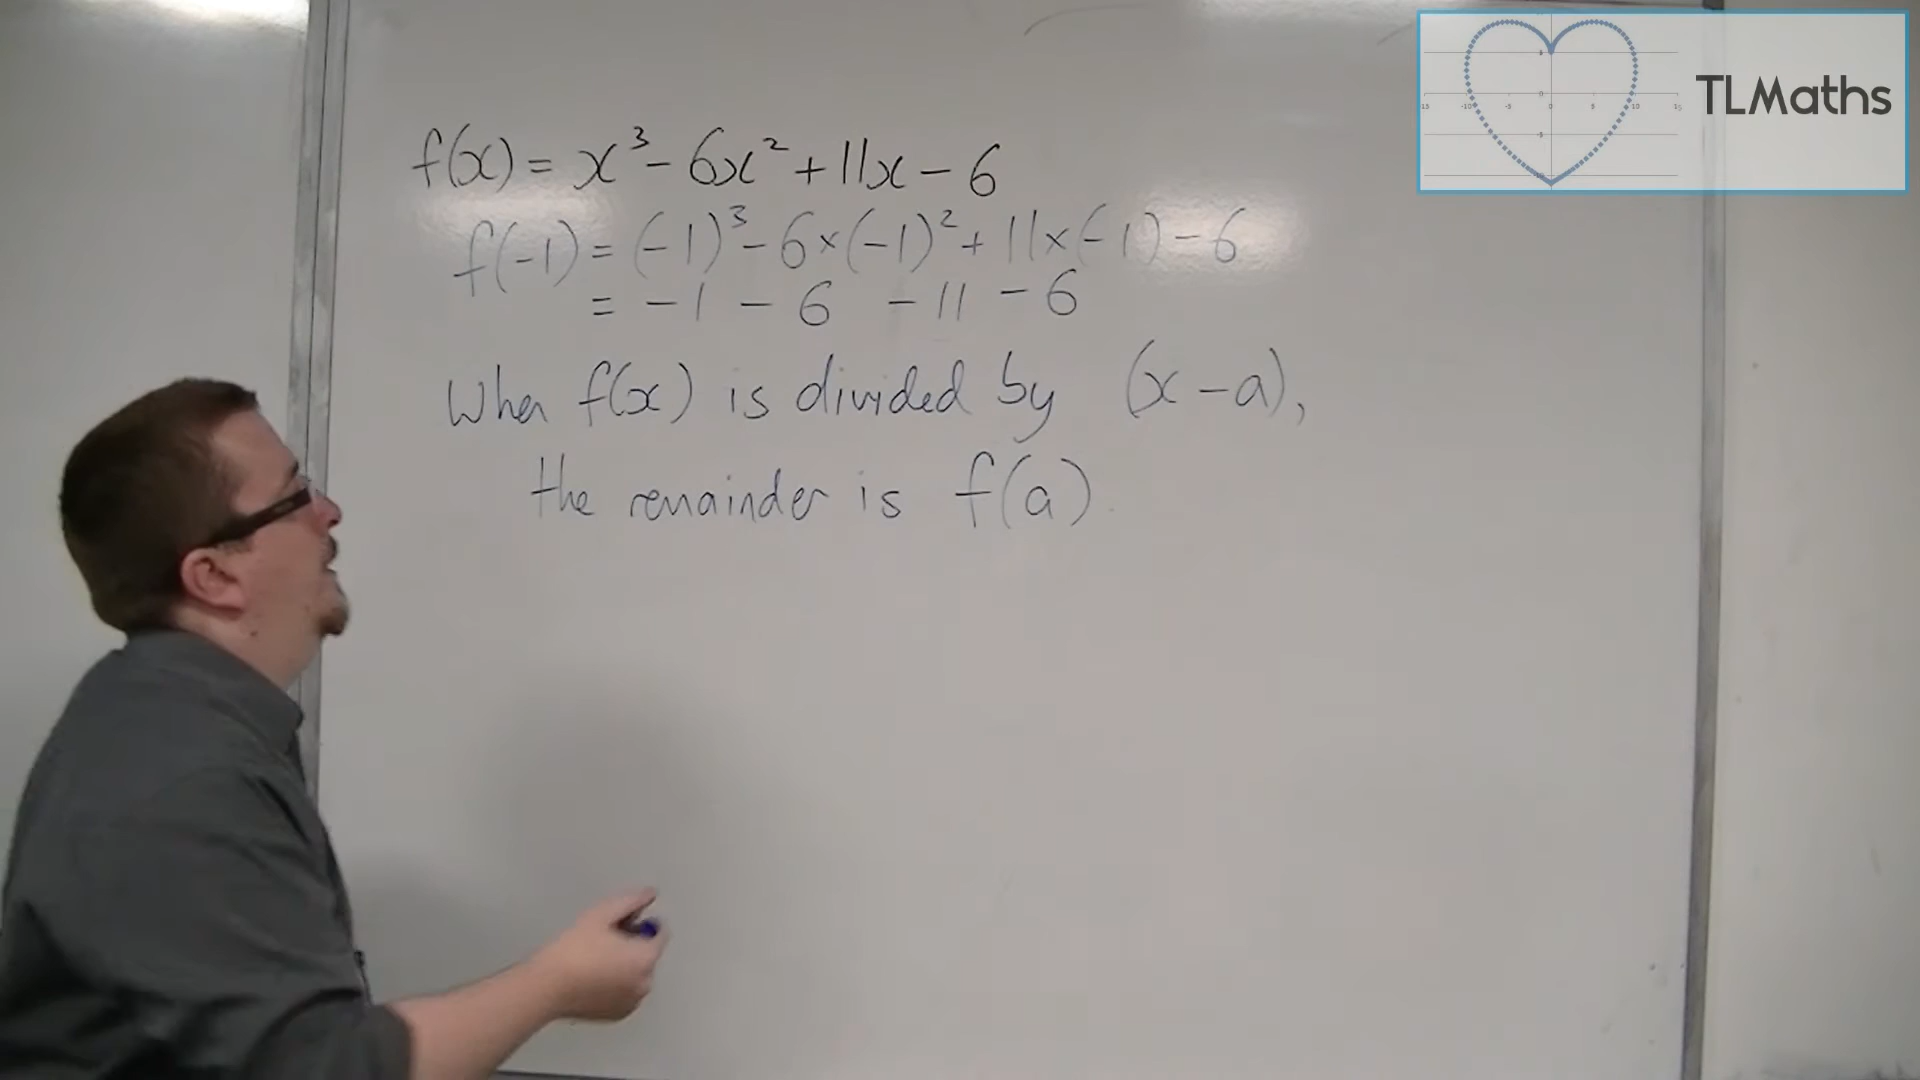 TLMaths
f(x) = x³ - 6x² + 11x - 6
f(-1) = (-1)³ - 6×(-1)² + 11×(-1) - 6
= -1 - 6 - 11 - 6
When f(x) is divided by (x - a),
the remainder is f(a).